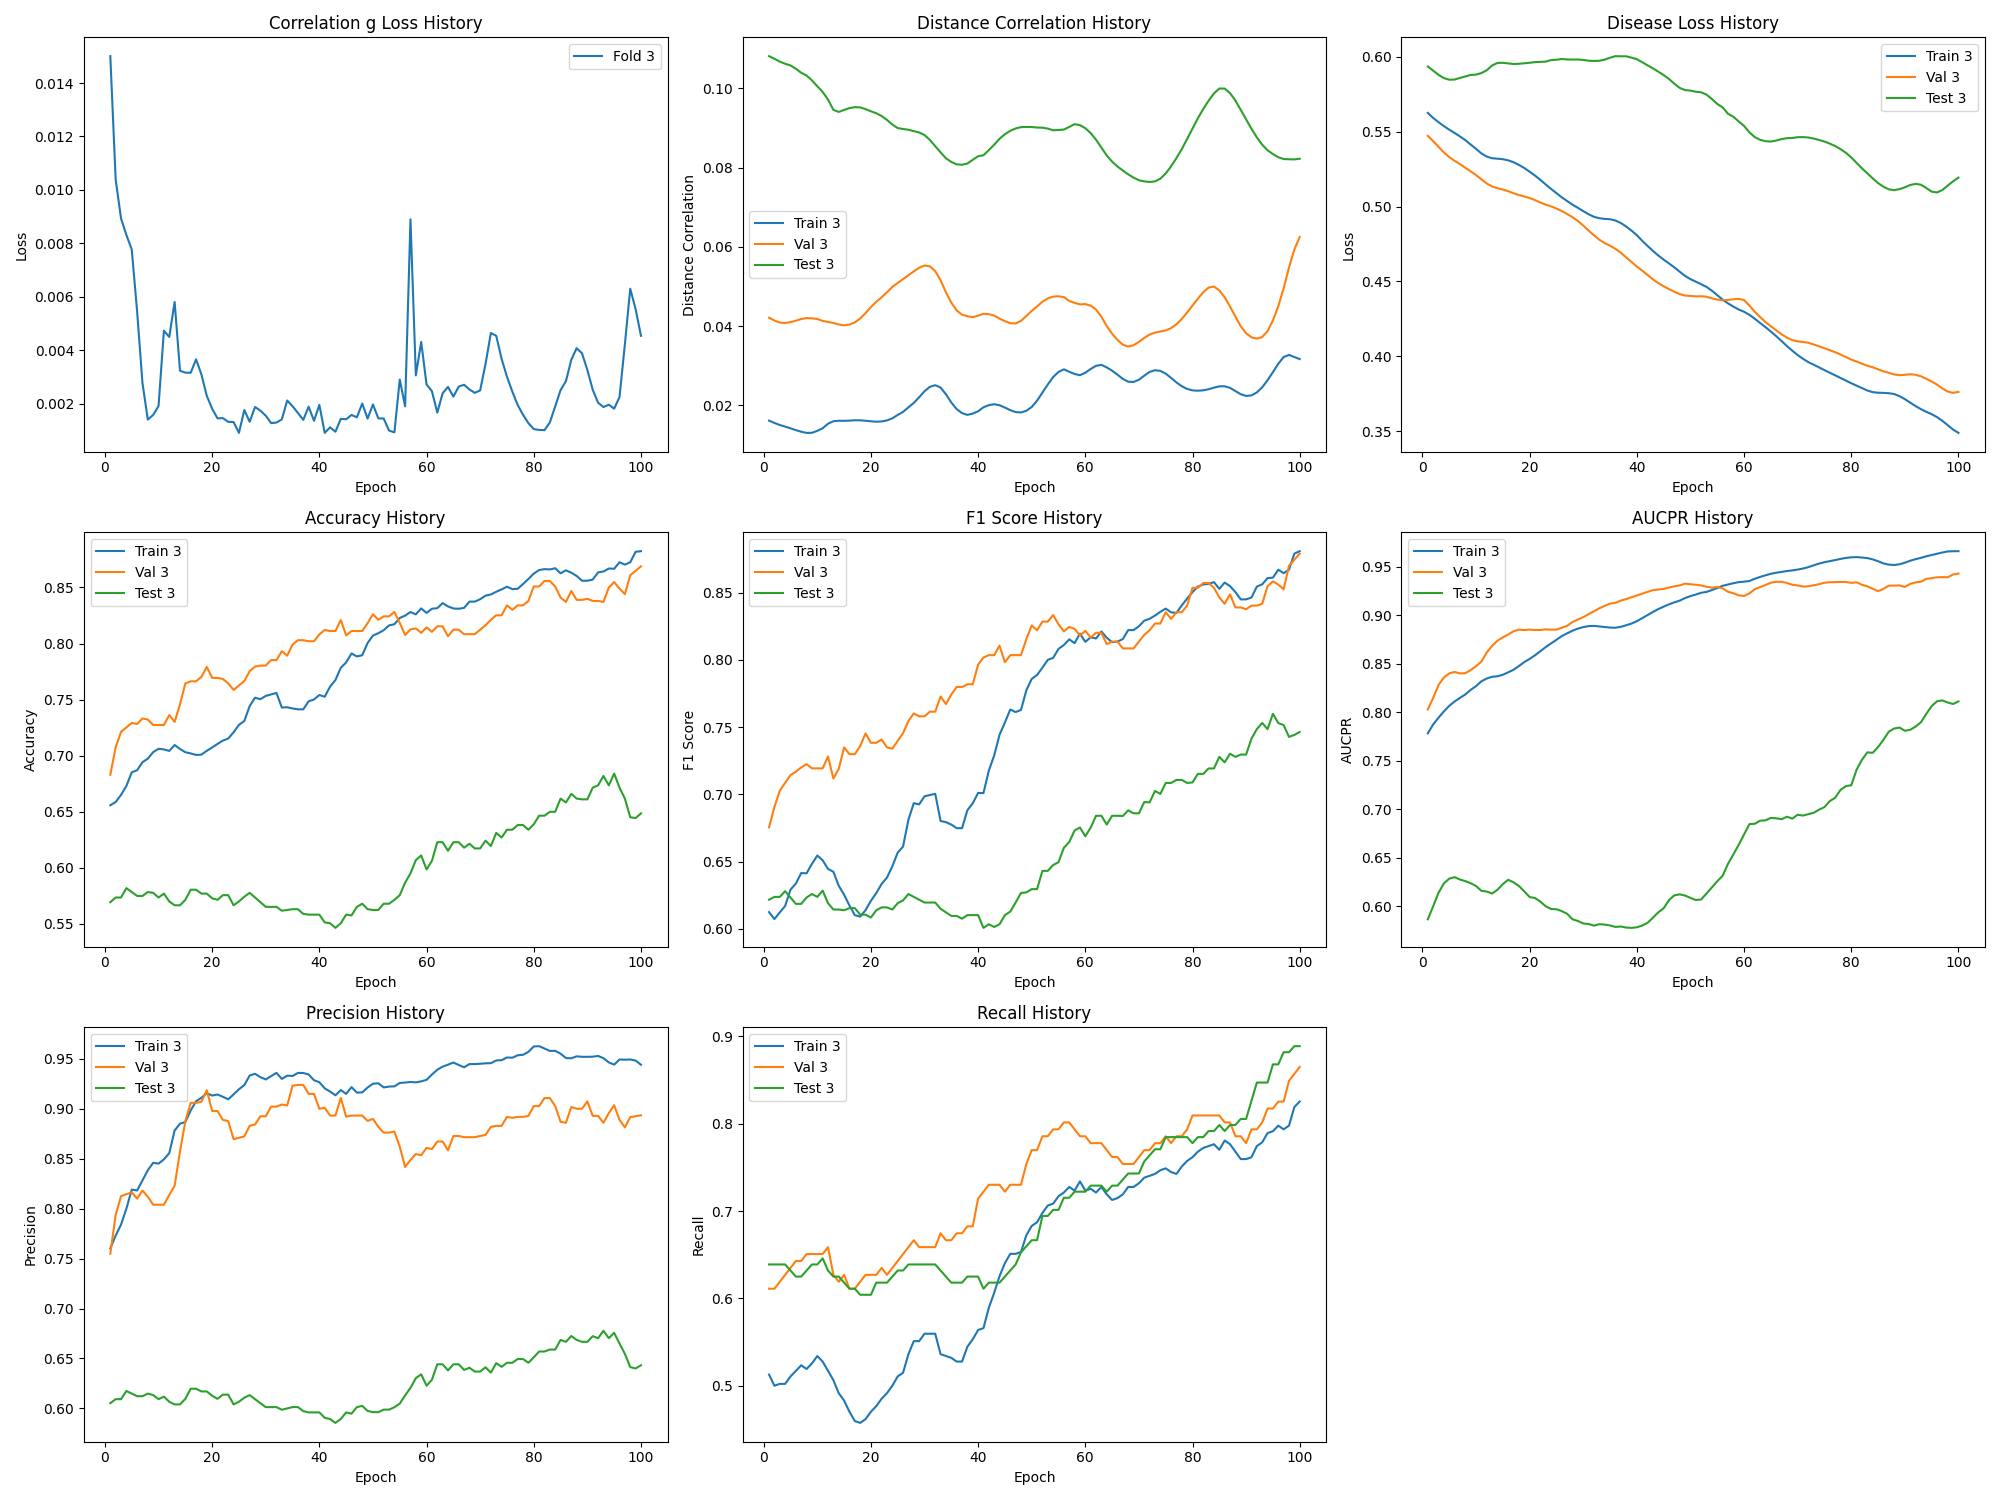 Correlation g Loss History
Fold 3
0.014
0.012
0.010
0.008
0.006
0.004
0.002
Loss
0 20 40 60 80 100
Epoch
Distance Correlation History
Train 3
Val 3
Test 3
0.10
0.08
0.06
0.04
0.02
Distance Correlation
0 20 40 60 80 100
Epoch
Disease Loss History
Train 3
Val 3
Test 3
0.60
0.55
0.50
0.45
0.40
0.35
Loss
0 20 40 60 80 100
Epoch
Accuracy History
Train 3
Val 3
Test 3
0.85
0.80
0.75
0.70
0.65
0.60
0.55
Accuracy
0 20 40 60 80 100
Epoch
F1 Score History
Train 3
Val 3
Test 3
0.85
0.80
0.75
0.70
0.65
0.60
F1 Score
0 20 40 60 80 100
Epoch
AUCPR History
Train 3
Val 3
Test 3
0.95
0.90
0.85
0.80
0.75
0.70
0.65
0.60
AUCPR
0 20 40 60 80 100
Epoch
Precision History
Train 3
Val 3
Test 3
0.95
0.90
0.85
0.80
0.75
0.70
0.65
0.60
Precision
0 20 40 60 80 100
Epoch
Recall History
Train 3
Val 3
Test 3
0.9
0.8
0.7
0.6
0.5
Recall
0 20 40 60 80 100
Epoch